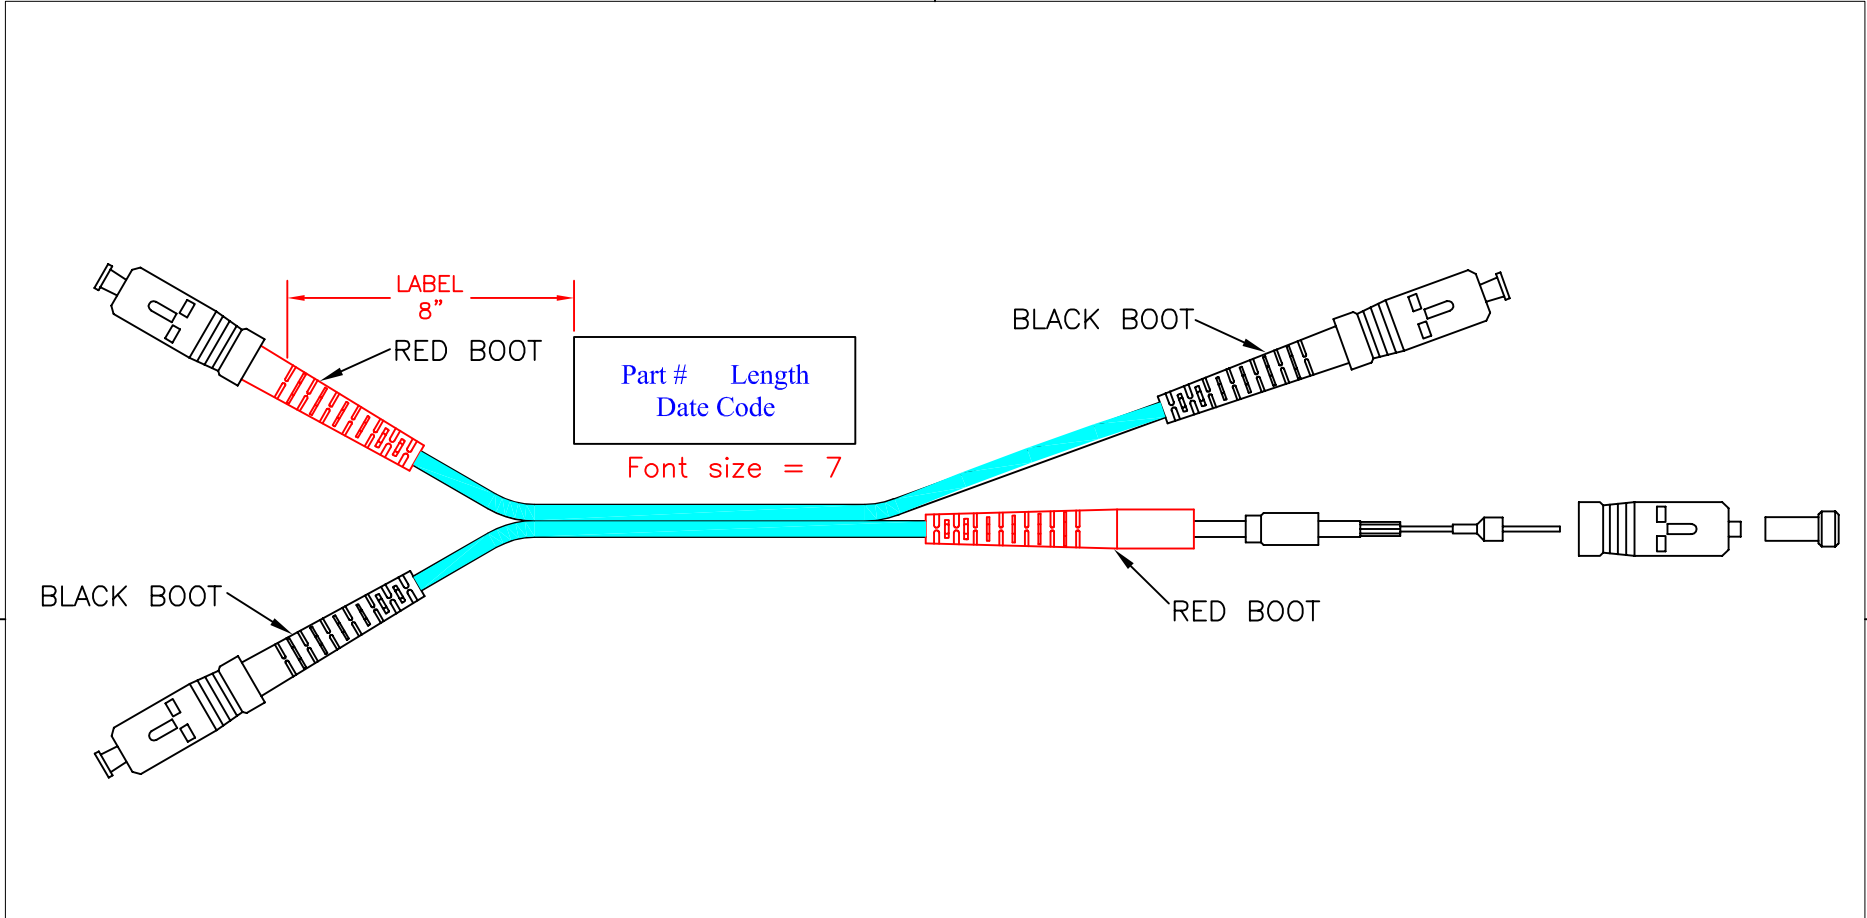 LABEL
8”
RED BOOT
BLACK BOOT
Part # Length
Date Code
Font size = 7
BLACK BOOT
RED BOOT